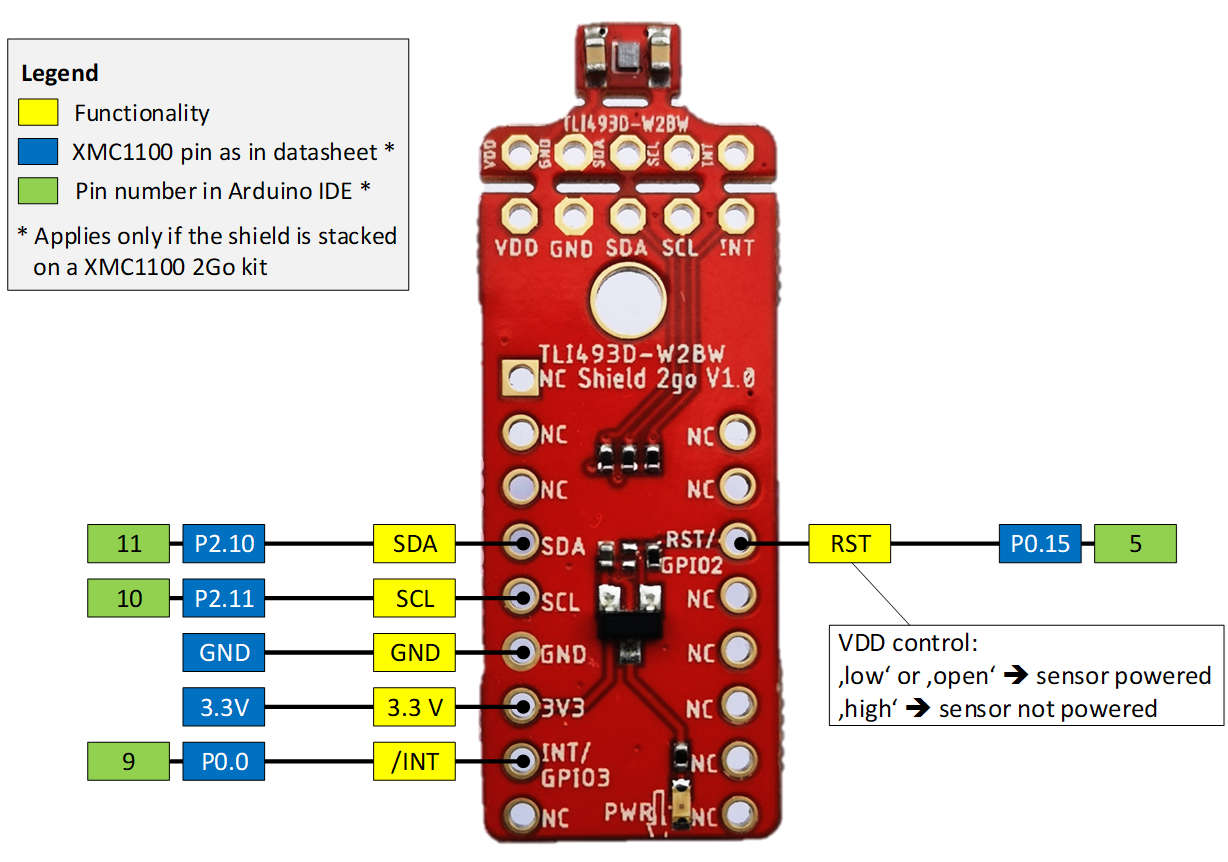 Legend
Functionality
XMC1100 pin as in datasheet *
Pin number in Arduino IDE *
* Applies only if the shield is stacked
on a XMC1100 2Go kit
TLI493D-W2BW
VDD GND SDA SCL INT
VDD GND SDA SCL INT
TLI493D-W2BW
NC Shield 2go V1.0
NC NC
NC NC
11 P2.10 SDA SDA RST/ GPIO2 RST P0.15 5
10 P2.11 SCL SCL NC
GND GND GND NC
3.3V 3.3 V 3V3 NC
9 P0.0 /INT INT/ GPIO3 NC
NC PWR NC
VDD control:
‚low‘ or ‚open‘ 🡺 sensor powered
‚high‘ 🡺 sensor not powered